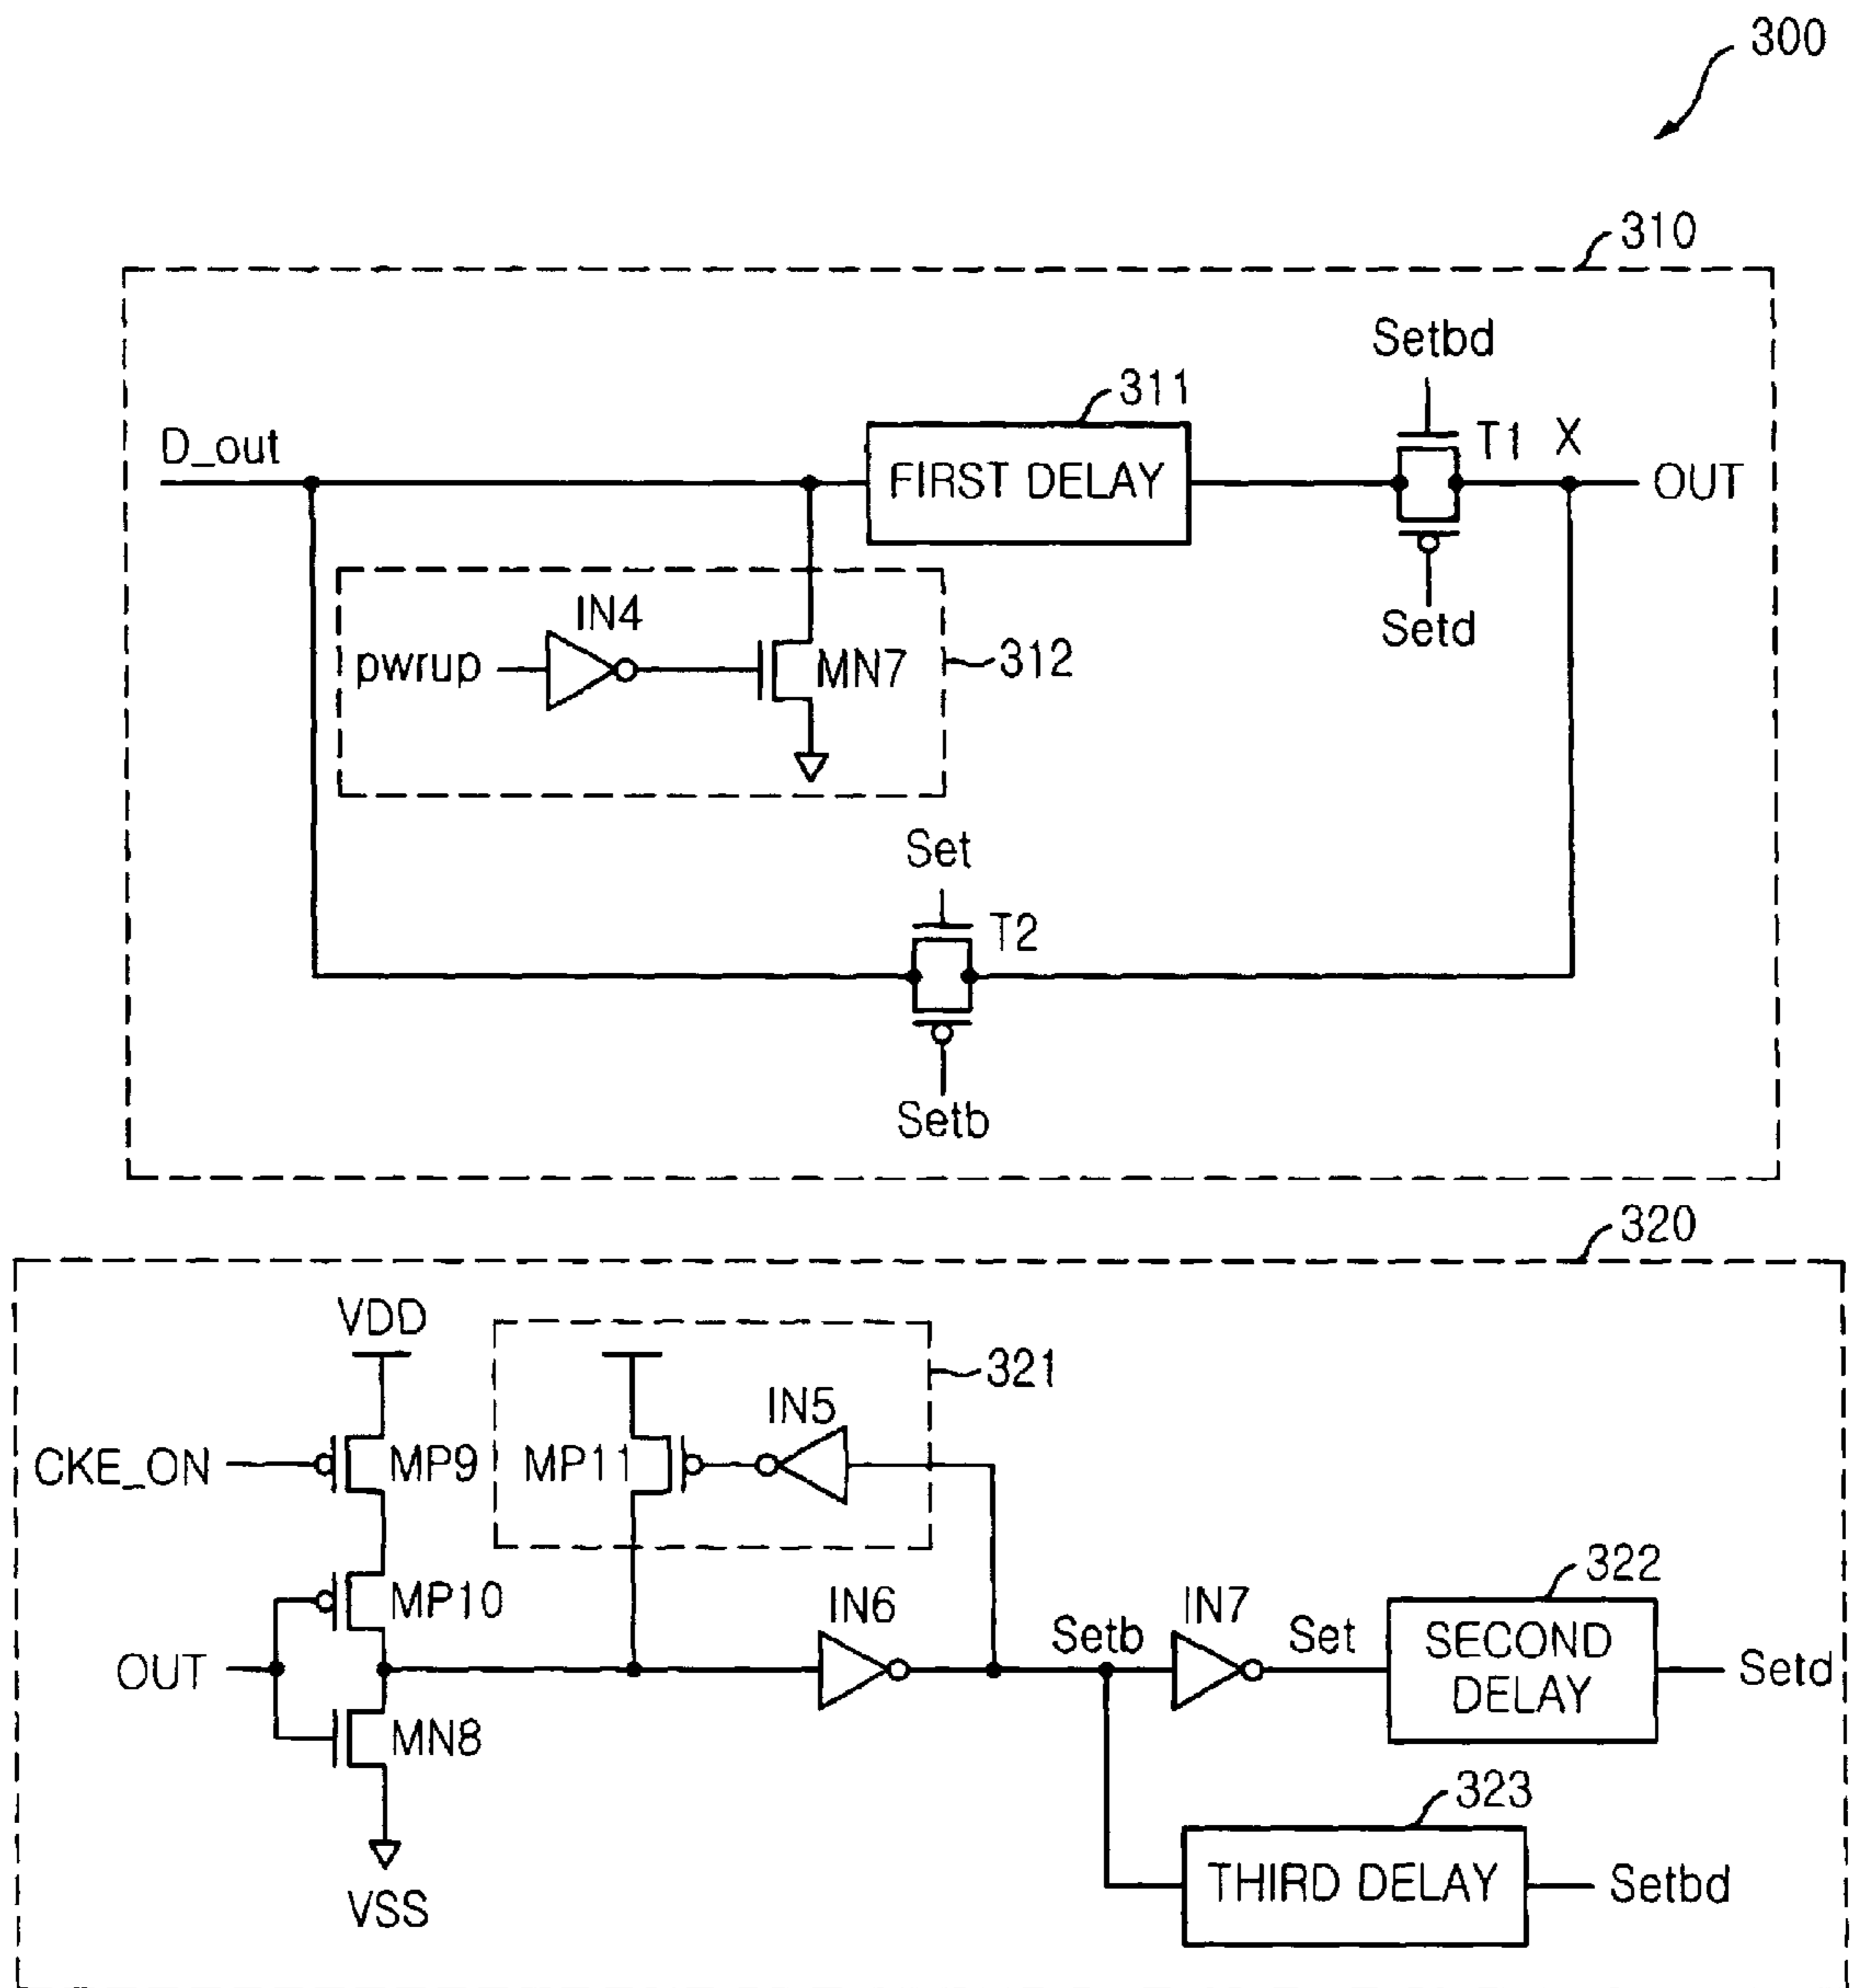 300
310
Setbd
311
D_out
FIRST DELAY
T1
X
OUT
IN4
pwrup
MN7
312
Setd
Set
T2
Setb
320
VDD
321
IN5
CKE_ON
MP9
MP11
MP10
IN6
Setb
IN7
Set
322
SECOND
DELAY
Setd
OUT
MN8
323
THIRD DELAY
Setbd
VSS